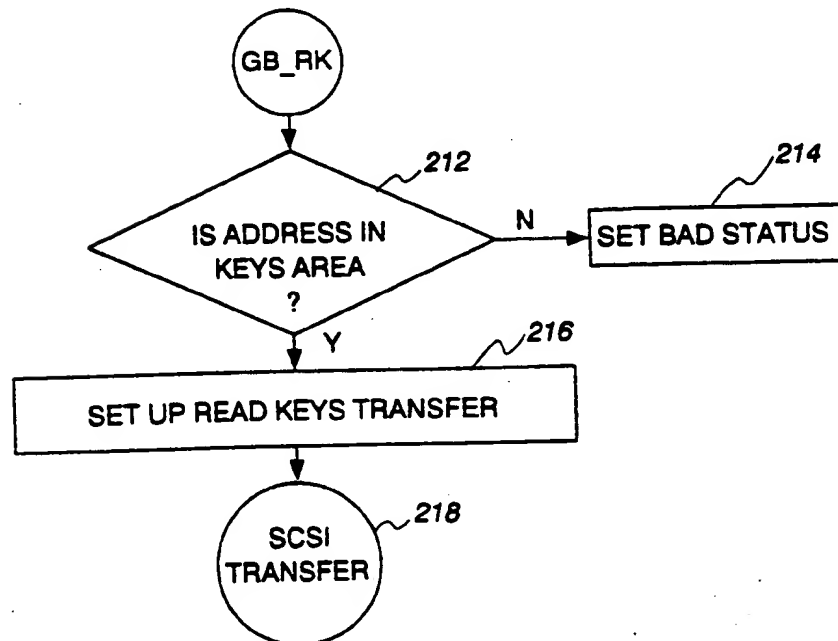 GB_RK
212
214
IS ADDRESS IN
KEYS AREA
?
N
SET BAD STATUS
Y
216
SET UP READ KEYS TRANSFER
218
SCSI
TRANSFER